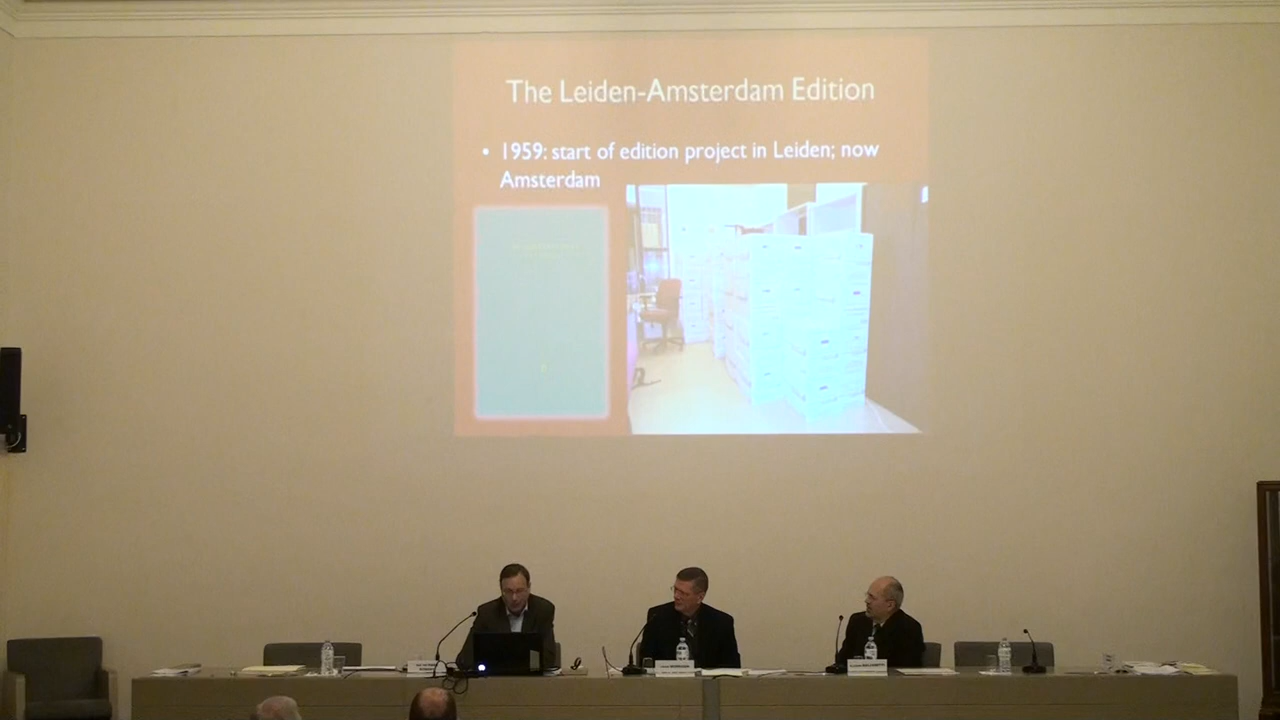 The Leiden-Amsterdam Edition
• 1959: start of edition project in Leiden; now
Amsterdam